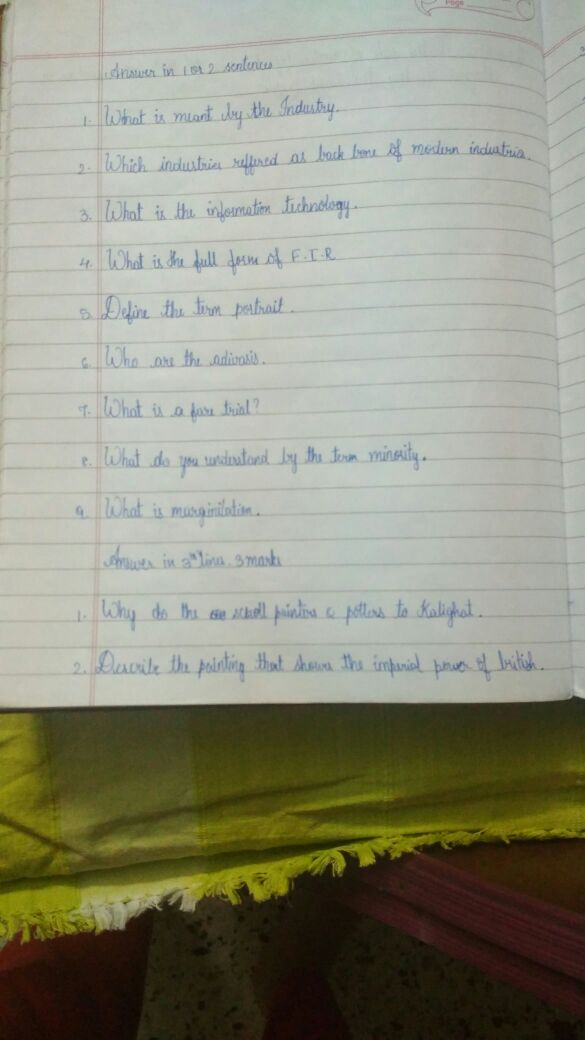 Page
Answer in 1 or 2 sentences
1. What is meant by the Industry.
2. Which industries reffered as back bone of modern industria.
3. What is the information technology.
4. What is the full form of F.I.R
5. Define the term portrait.
6. Who are the adivasis.
7. What is a fare trial?
8. What do you understand by the term minority.
9. What is marginilation.
Answer in 3 lines. 3 marks
1. Why do the scroll painters & potters to Kalighat.
2. Describe the painting that shows the imperial power of british.